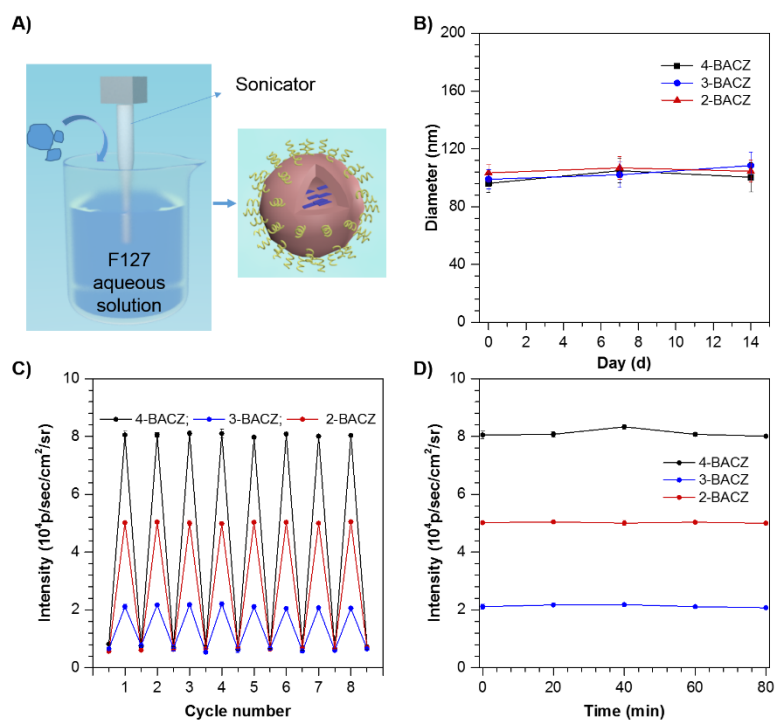 A)
Sonicator
F127
aqueous
solution
B)
200
160
120
80
40
0
Diameter (nm)
4-BACZ
3-BACZ
2-BACZ
0 2 4 6 8 10 12 14
Day (d)
C)
10
8
6
4
2
0
Intensity (10⁴p/sec/cm²/sr)
4-BACZ; 3-BACZ; 2-BACZ
1 2 3 4 5 6 7 8
Cycle number
D)
10
8
6
4
2
0
Intensity (10⁴p/sec/cm²/sr)
4-BACZ
3-BACZ
2-BACZ
0 20 40 60 80
Time (min)